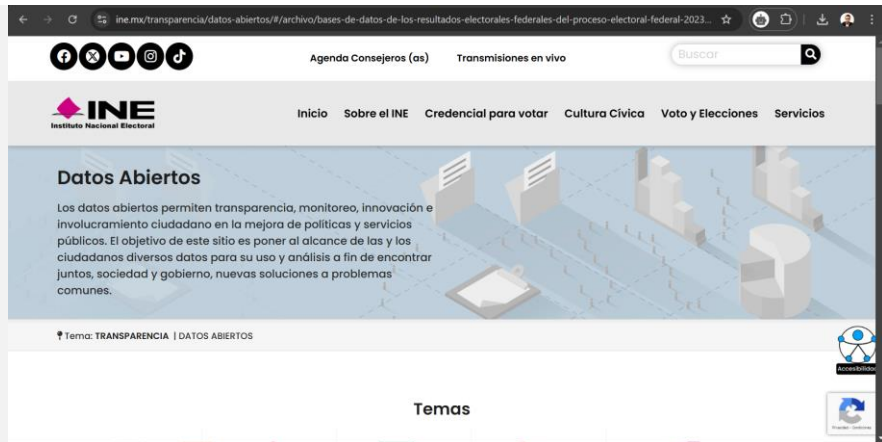 ine.mx/transparencia/datos-abiertos/#/archivo/bases-de-datos-de-los-resultados-electorales-federales-del-proceso-electoral-federal-2023...
Agenda Consejeros (as) Transmisiones en vivo Buscar
INE
Instituto Nacional Electoral
Inicio Sobre el INE Credencial para votar Cultura Cívica Voto y Elecciones Servicios
Datos Abiertos
Los datos abiertos permiten transparencia, monitoreo, innovación e
involucramiento ciudadano en la mejora de políticas y servicios
públicos. El objetivo de este sitio es poner al alcance de las y los
ciudadanos diversos datos para su uso y análisis a fin de encontrar
juntos, sociedad y gobierno, nuevas soluciones a problemas
comunes.
Tema: TRANSPARENCIA | DATOS ABIERTOS
Accesibilidad
Temas